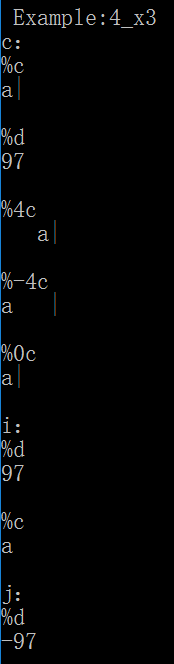 Example:4_x3
c:
%c
a|
%d
97
%4c
   a|
%-4c
a   |
%0c
a|
i:
%d
97
%c
a
j:
%d
-97